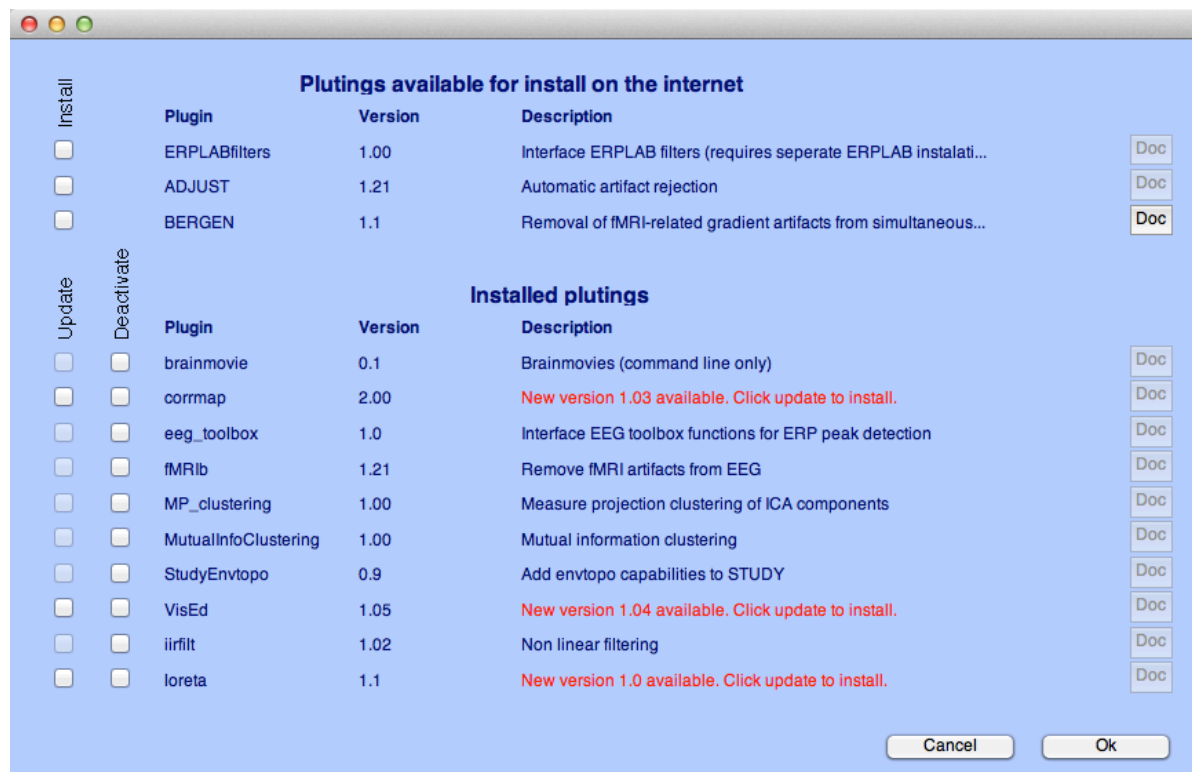 Install
Plutings available for install on the internet
Plugin Version Description
ERPLABfilters 1.00 Interface ERPLAB filters (requires seperate ERPLAB instalati... Doc
ADJUST 1.21 Automatic artifact rejection Doc
BERGEN 1.1 Removal of fMRI-related gradient artifacts from simultaneous... Doc
Update Deactivate
Installed plutings
Plugin Version Description
brainmovie 0.1 Brainmovies (command line only) Doc
corrmap 2.00 New version 1.03 available. Click update to install. Doc
eeg_toolbox 1.0 Interface EEG toolbox functions for ERP peak detection Doc
fMRIb 1.21 Remove fMRI artifacts from EEG Doc
MP_clustering 1.00 Measure projection clustering of ICA components Doc
MutualInfoClustering 1.00 Mutual information clustering Doc
StudyEnvtopo 0.9 Add envtopo capabilities to STUDY Doc
VisEd 1.05 New version 1.04 available. Click update to install. Doc
iirfilt 1.02 Non linear filtering Doc
loreta 1.1 New version 1.0 available. Click update to install. Doc
Cancel Ok